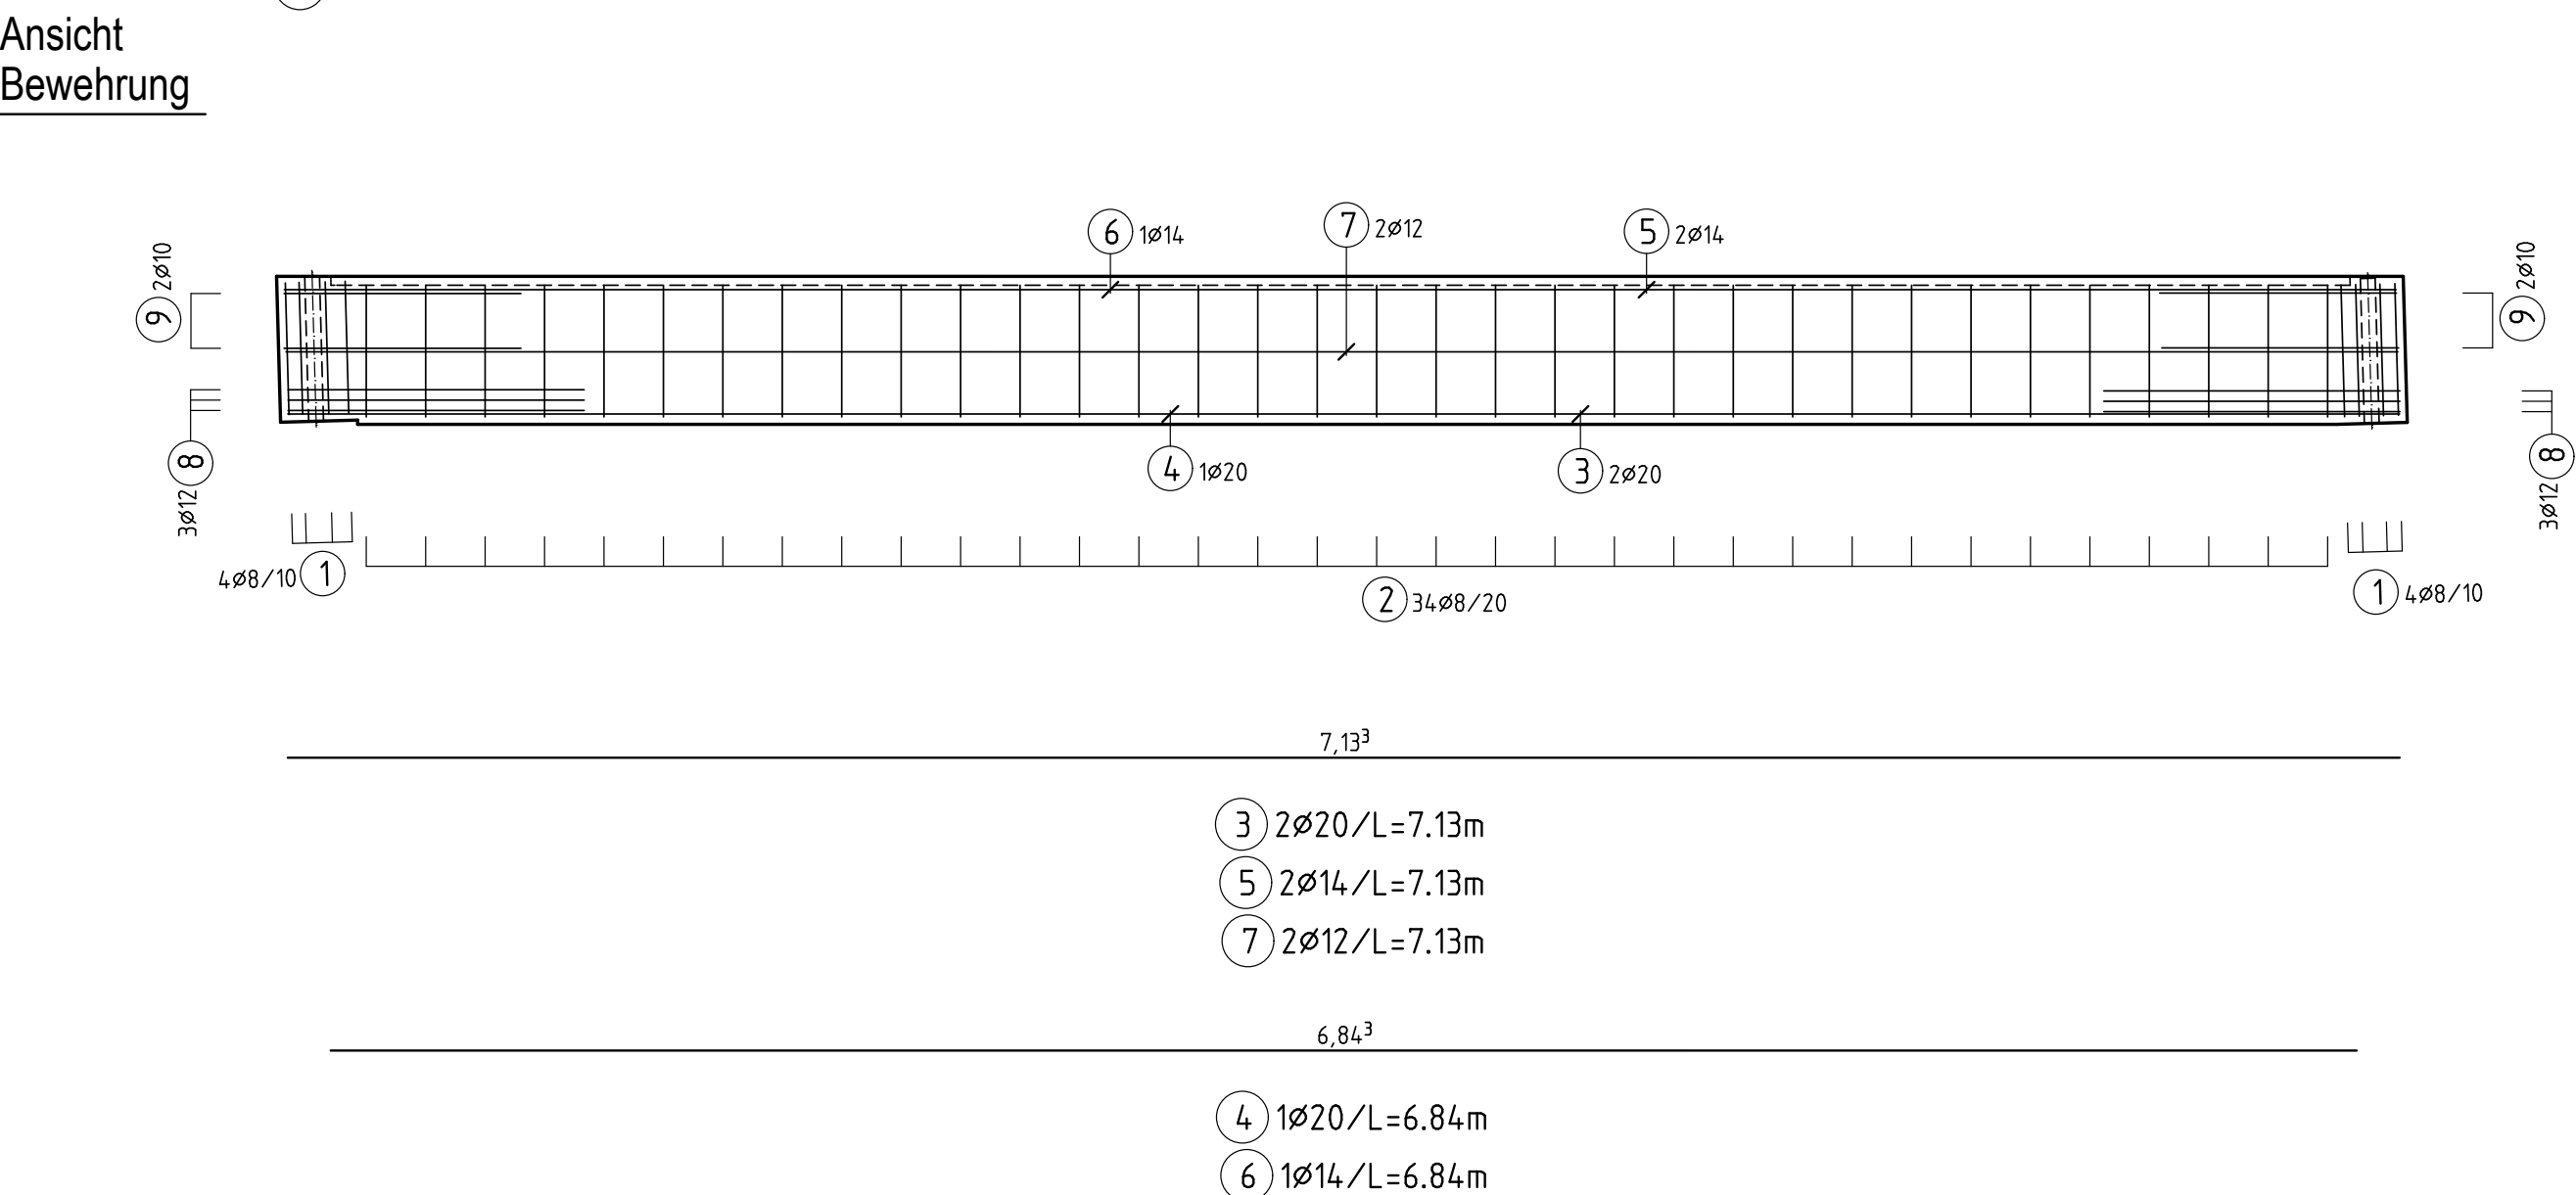 Ansicht
Bewehrung
6 1ø14
7 2ø12
5 2ø14
9 2ø10
9 2ø10
8 3ø12
8 3ø12
4 1ø20
3 2ø20
4ø8/10 1
2 34ø8/20
1 4ø8/10
7,13³
3 2ø20/L=7.13m
5 2ø14/L=7.13m
7 2ø12/L=7.13m
6,84³
4 1ø20/L=6.84m
6 1ø14/L=6.84m